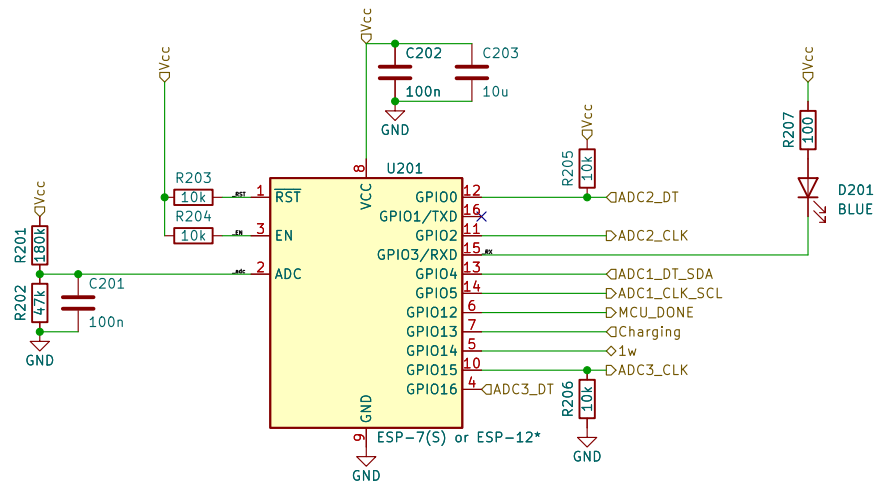 Vcc
C202
100n
C203
10u
GND
Vcc
Vcc
R207
100
D201
BLUE
Vcc
R205
10k
U201
8
VCC
R203
10k
_RST
1
RST
R204
10k
_EN
3
EN
Vcc
R201
180k
_adc
2
ADC
R202
47k
C201
100n
GND
GPIO0
12
ADC2_DT
GPIO1/TXD
16
GPIO2
11
ADC2_CLK
GPIO3/RXD
15
_RX
GPIO4
13
ADC1_DT_SDA
GPIO5
14
ADC1_CLK_SCL
GPIO12
6
MCU_DONE
GPIO13
7
Charging
GPIO14
5
1w
GPIO15
10
ADC3_CLK
GPIO16
4
ADC3_DT
R206
10k
GND
GND
9
ESP-7(S) or ESP-12*
GND